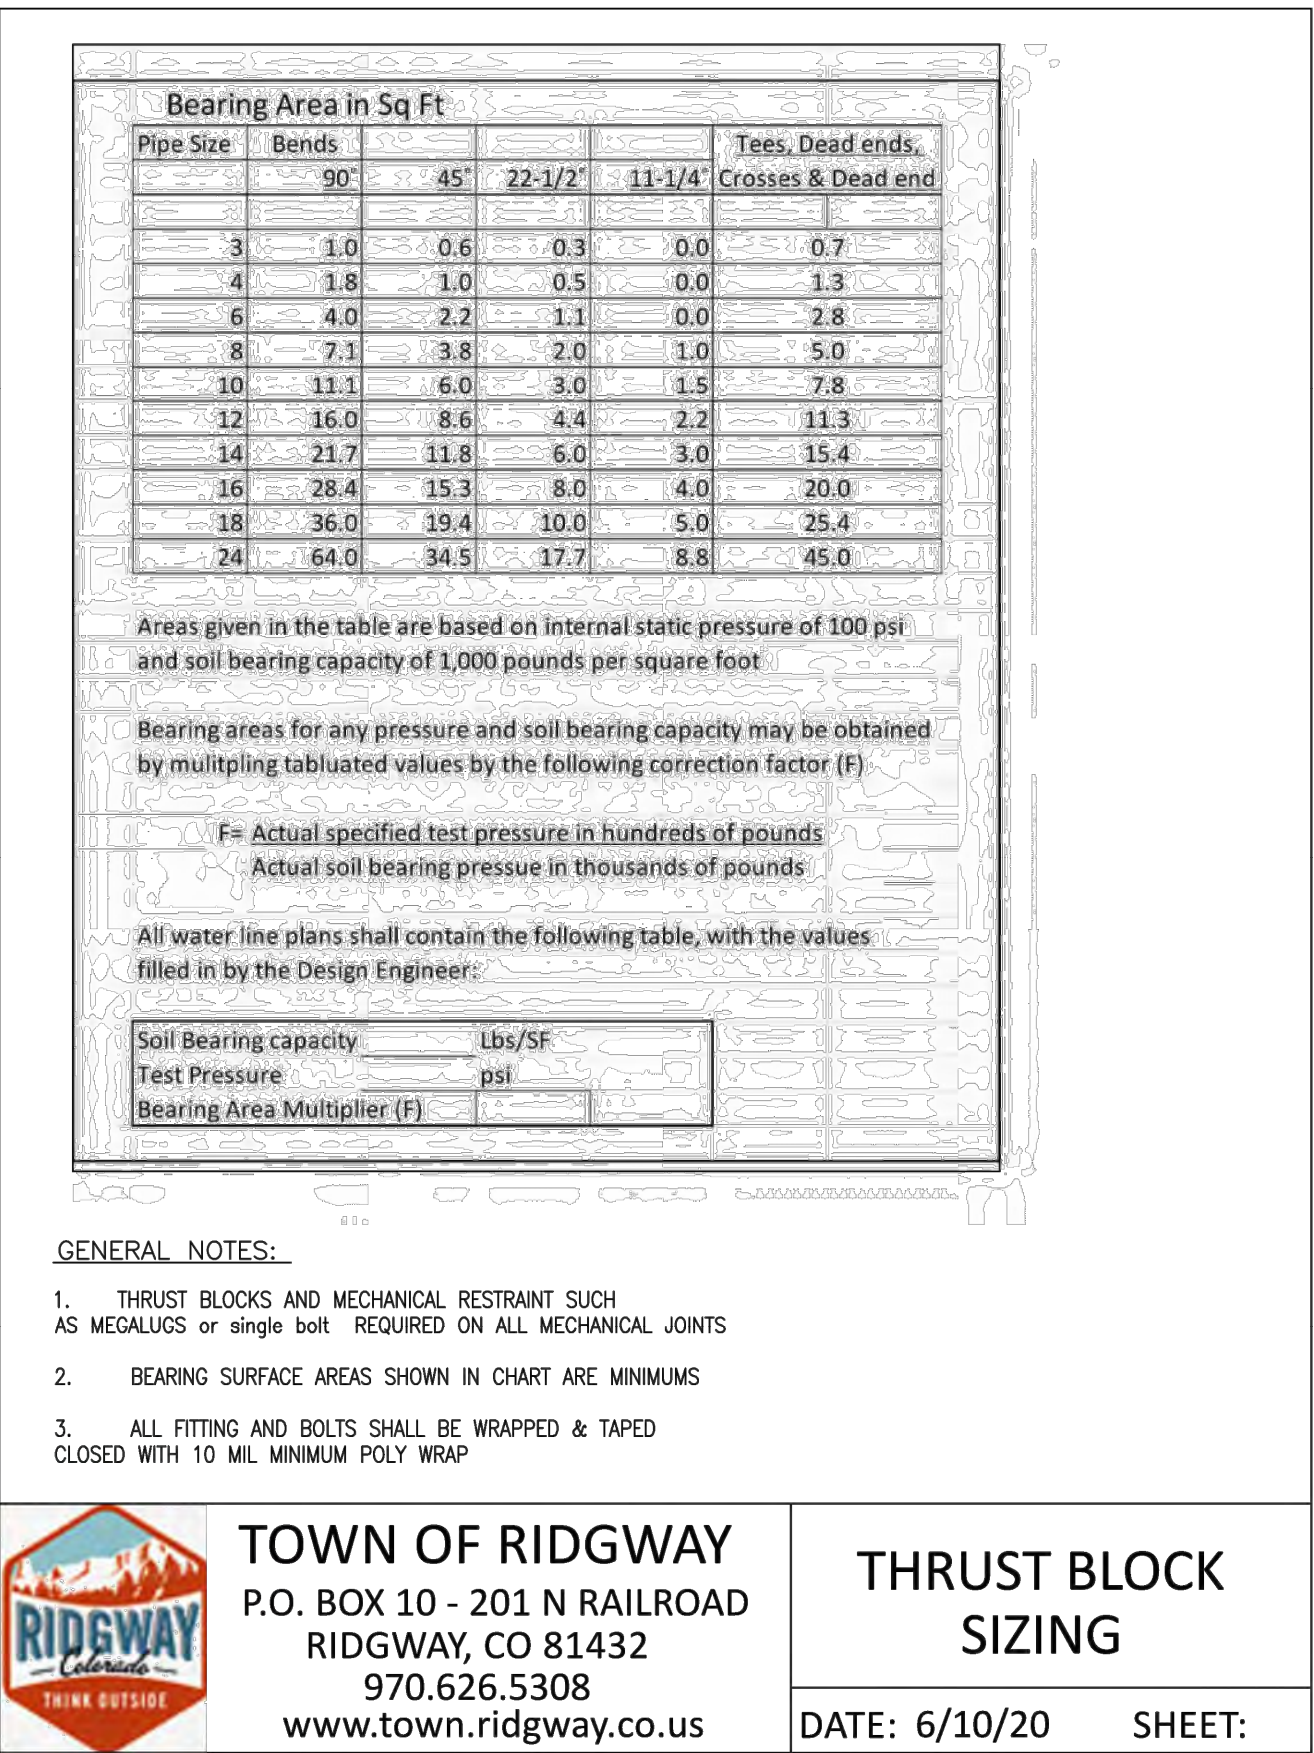 Bearing Area in Sq Ft
Pipe Size Bends Tees, Dead ends,
90° 45° 22-1/2° 11-1/4° Crosses & Dead end
3 1.0 0.6 0.3 0.0 0.7
4 1.8 1.0 0.5 0.0 1.3
6 4.0 2.2 1.1 0.0 2.8
8 7.1 3.8 2.0 1.0 5.0
10 11.1 6.0 3.0 1.5 7.8
12 16.0 8.6 4.4 2.2 11.3
14 21.7 11.8 6.0 3.0 15.4
16 28.4 15.3 8.0 4.0 20.0
18 36.0 19.4 10.0 5.0 25.4
24 64.0 34.5 17.7 8.8 45.0
Areas given in the table are based on internal static pressure of 100 psi
and soil bearing capacity of 1,000 pounds per square foot
Bearing areas for any pressure and soil bearing capacity may be obtained
by mulitpling tabluated values by the following correction factor (F)
F= Actual specified test pressure in hundreds of pounds
Actual soil bearing pressue in thousands of pounds
All water line plans shall contain the following table, with the values
filled in by the Design Engineer:
Soil Bearing capacity Lbs/SF
Test Pressure psi
Bearing Area Multiplier (F)
GENERAL NOTES:
1. THRUST BLOCKS AND MECHANICAL RESTRAINT SUCH
AS MEGALUGS or single bolt REQUIRED ON ALL MECHANICAL JOINTS
2. BEARING SURFACE AREAS SHOWN IN CHART ARE MINIMUMS
3. ALL FITTING AND BOLTS SHALL BE WRAPPED & TAPED
CLOSED WITH 10 MIL MINIMUM POLY WRAP
RIDGWAY
Colorado
THINK OUTSIDE
TOWN OF RIDGWAY
P.O. BOX 10 - 201 N RAILROAD
RIDGWAY, CO 81432
970.626.5308
www.town.ridgway.co.us
THRUST BLOCK
SIZING
DATE: 6/10/20 SHEET: